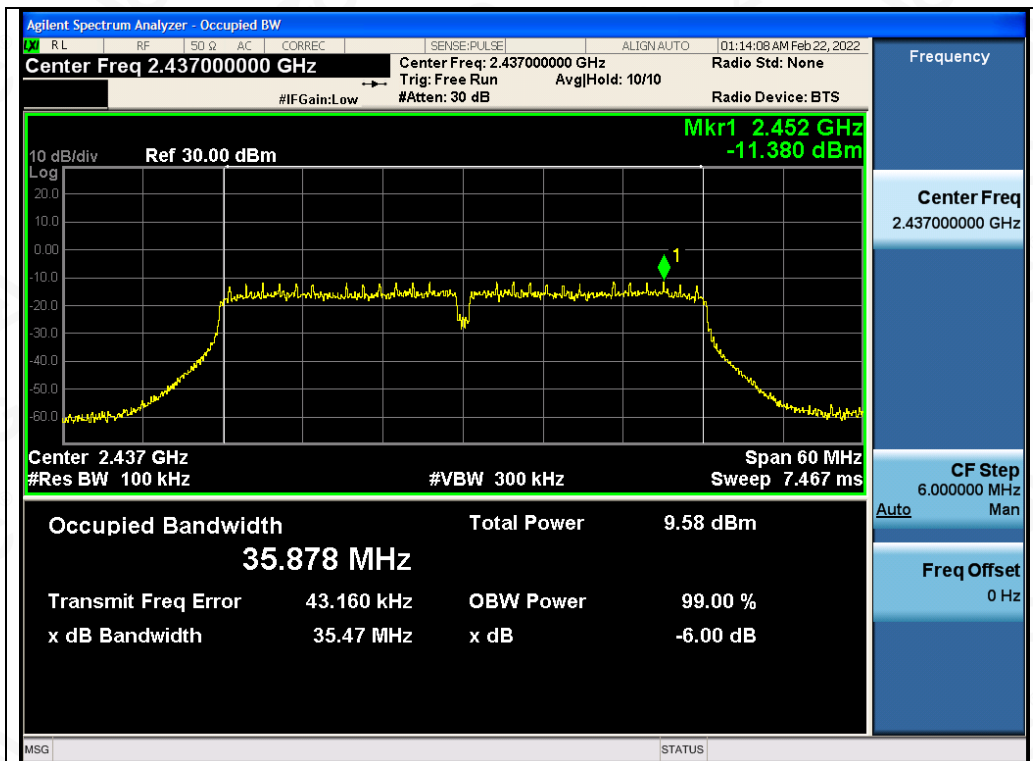 Agilent Spectrum Analyzer - Occupied BW
LXI RL RF 50 Ω AC CORREC SENSE:PULSE ALIGN AUTO 01:14:08 AM Feb 22, 2022
Center Freq 2.437000000 GHz
Center Freq: 2.437000000 GHz
Radio Std: None
Trig: Free Run Avg|Hold: 10/10
#IFGain:Low
#Atten: 30 dB
Radio Device: BTS
Mkr1 2.452 GHz
-11.380 dBm
10 dB/div Ref 30.00 dBm
Log
20.0
10.0
0.00
-10.0
-20.0
-30.0
-40.0
-50.0
-60.0
1
Center 2.437 GHz Span 60 MHz
#Res BW 100 kHz #VBW 300 kHz Sweep 7.467 ms
Occupied Bandwidth Total Power 9.58 dBm
35.878 MHz
Transmit Freq Error 43.160 kHz OBW Power 99.00 %
x dB Bandwidth 35.47 MHz x dB -6.00 dB
Frequency
Center Freq
2.437000000 GHz
CF Step
6.000000 MHz
Auto Man
Freq Offset
0 Hz
MSG STATUS